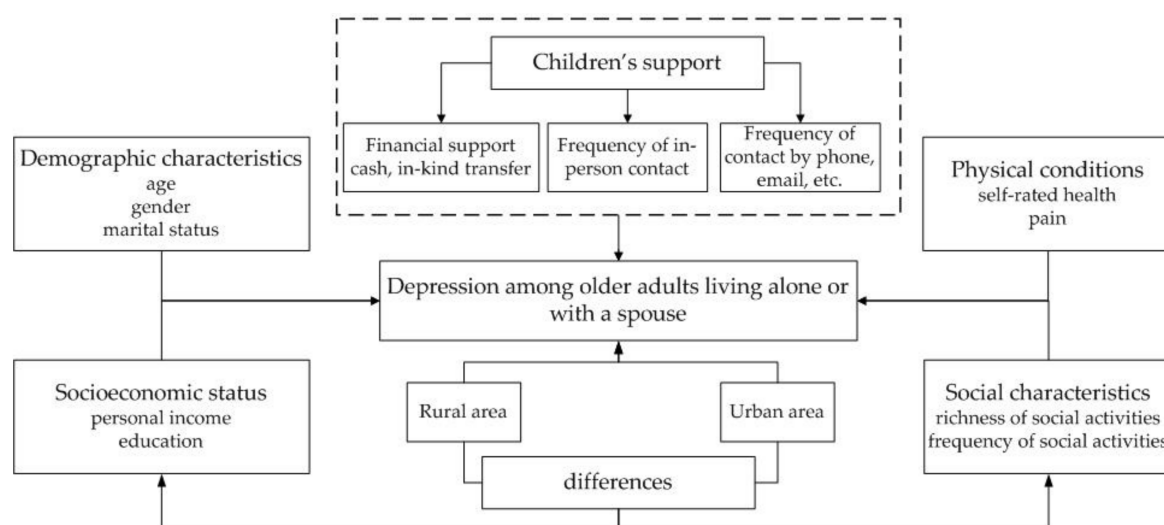 Children's support
Financial support
cash, in-kind transfer
Frequency of in-
person contact
Frequency of
contact by phone,
email, etc.
Demographic characteristics
age
gender
marital status
Physical conditions
self-rated health
pain
Depression among older adults living alone or
with a spouse
Socioeconomic status
personal income
education
Rural area
Urban area
Social characteristics
richness of social activities
frequency of social activities
differences